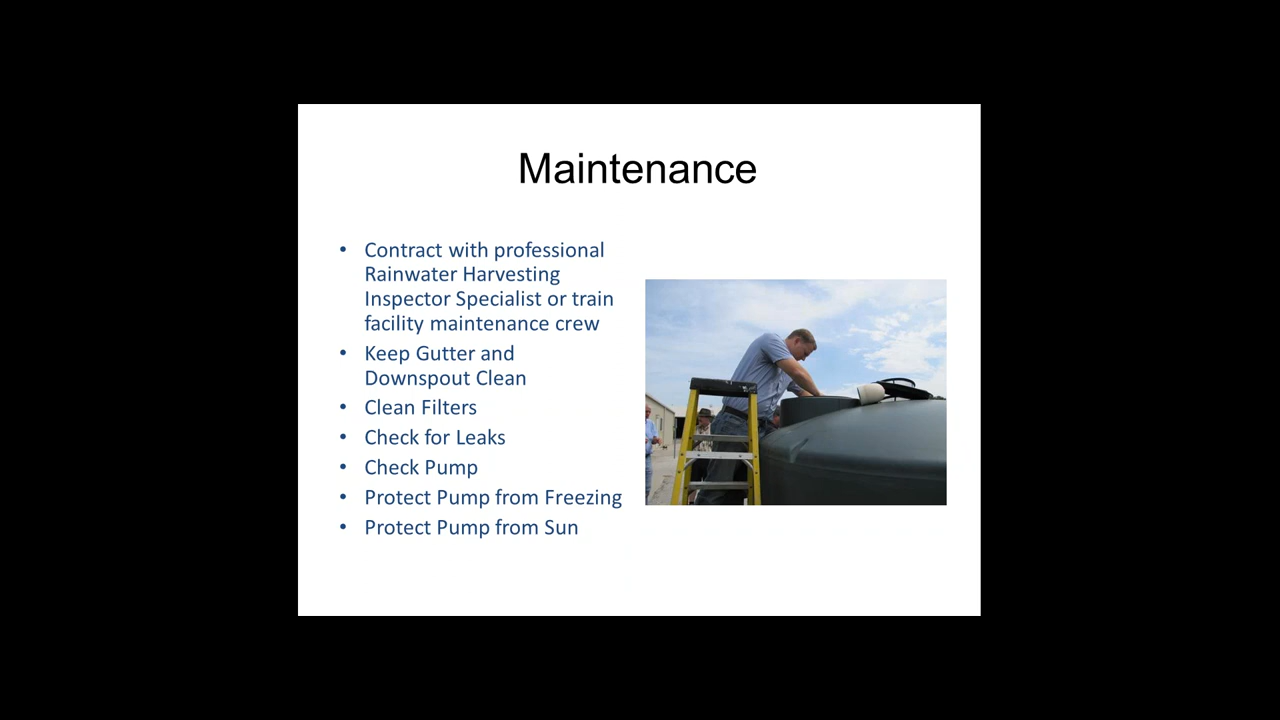 Maintenance
• Contract with professional
Rainwater Harvesting
Inspector Specialist or train
facility maintenance crew
• Keep Gutter and
Downspout Clean
• Clean Filters
• Check for Leaks
• Check Pump
• Protect Pump from Freezing
• Protect Pump from Sun